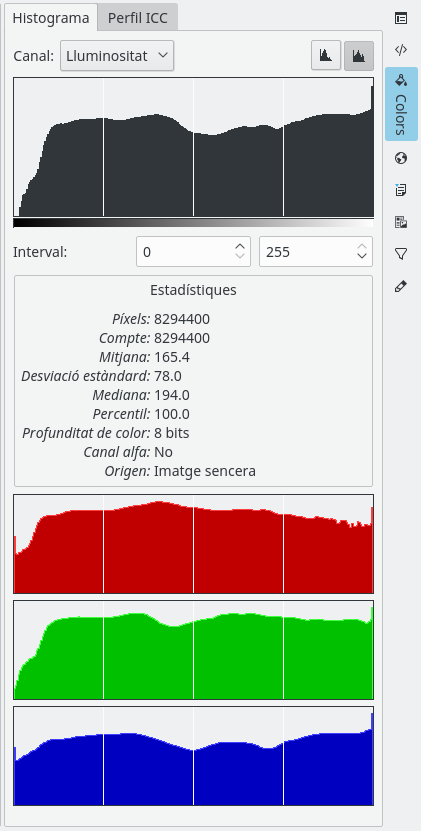 Histograma
Perfil ICC
Canal: Lluminositat
Interval: 0 255
Estadístiques
Píxels: 8294400
Compte: 8294400
Mitjana: 165.4
Desviació estàndard: 78.0
Mediana: 194.0
Percentil: 100.0
Profunditat de color: 8 bits
Canal alfa: No
Origen: Imatge sencera
Colors